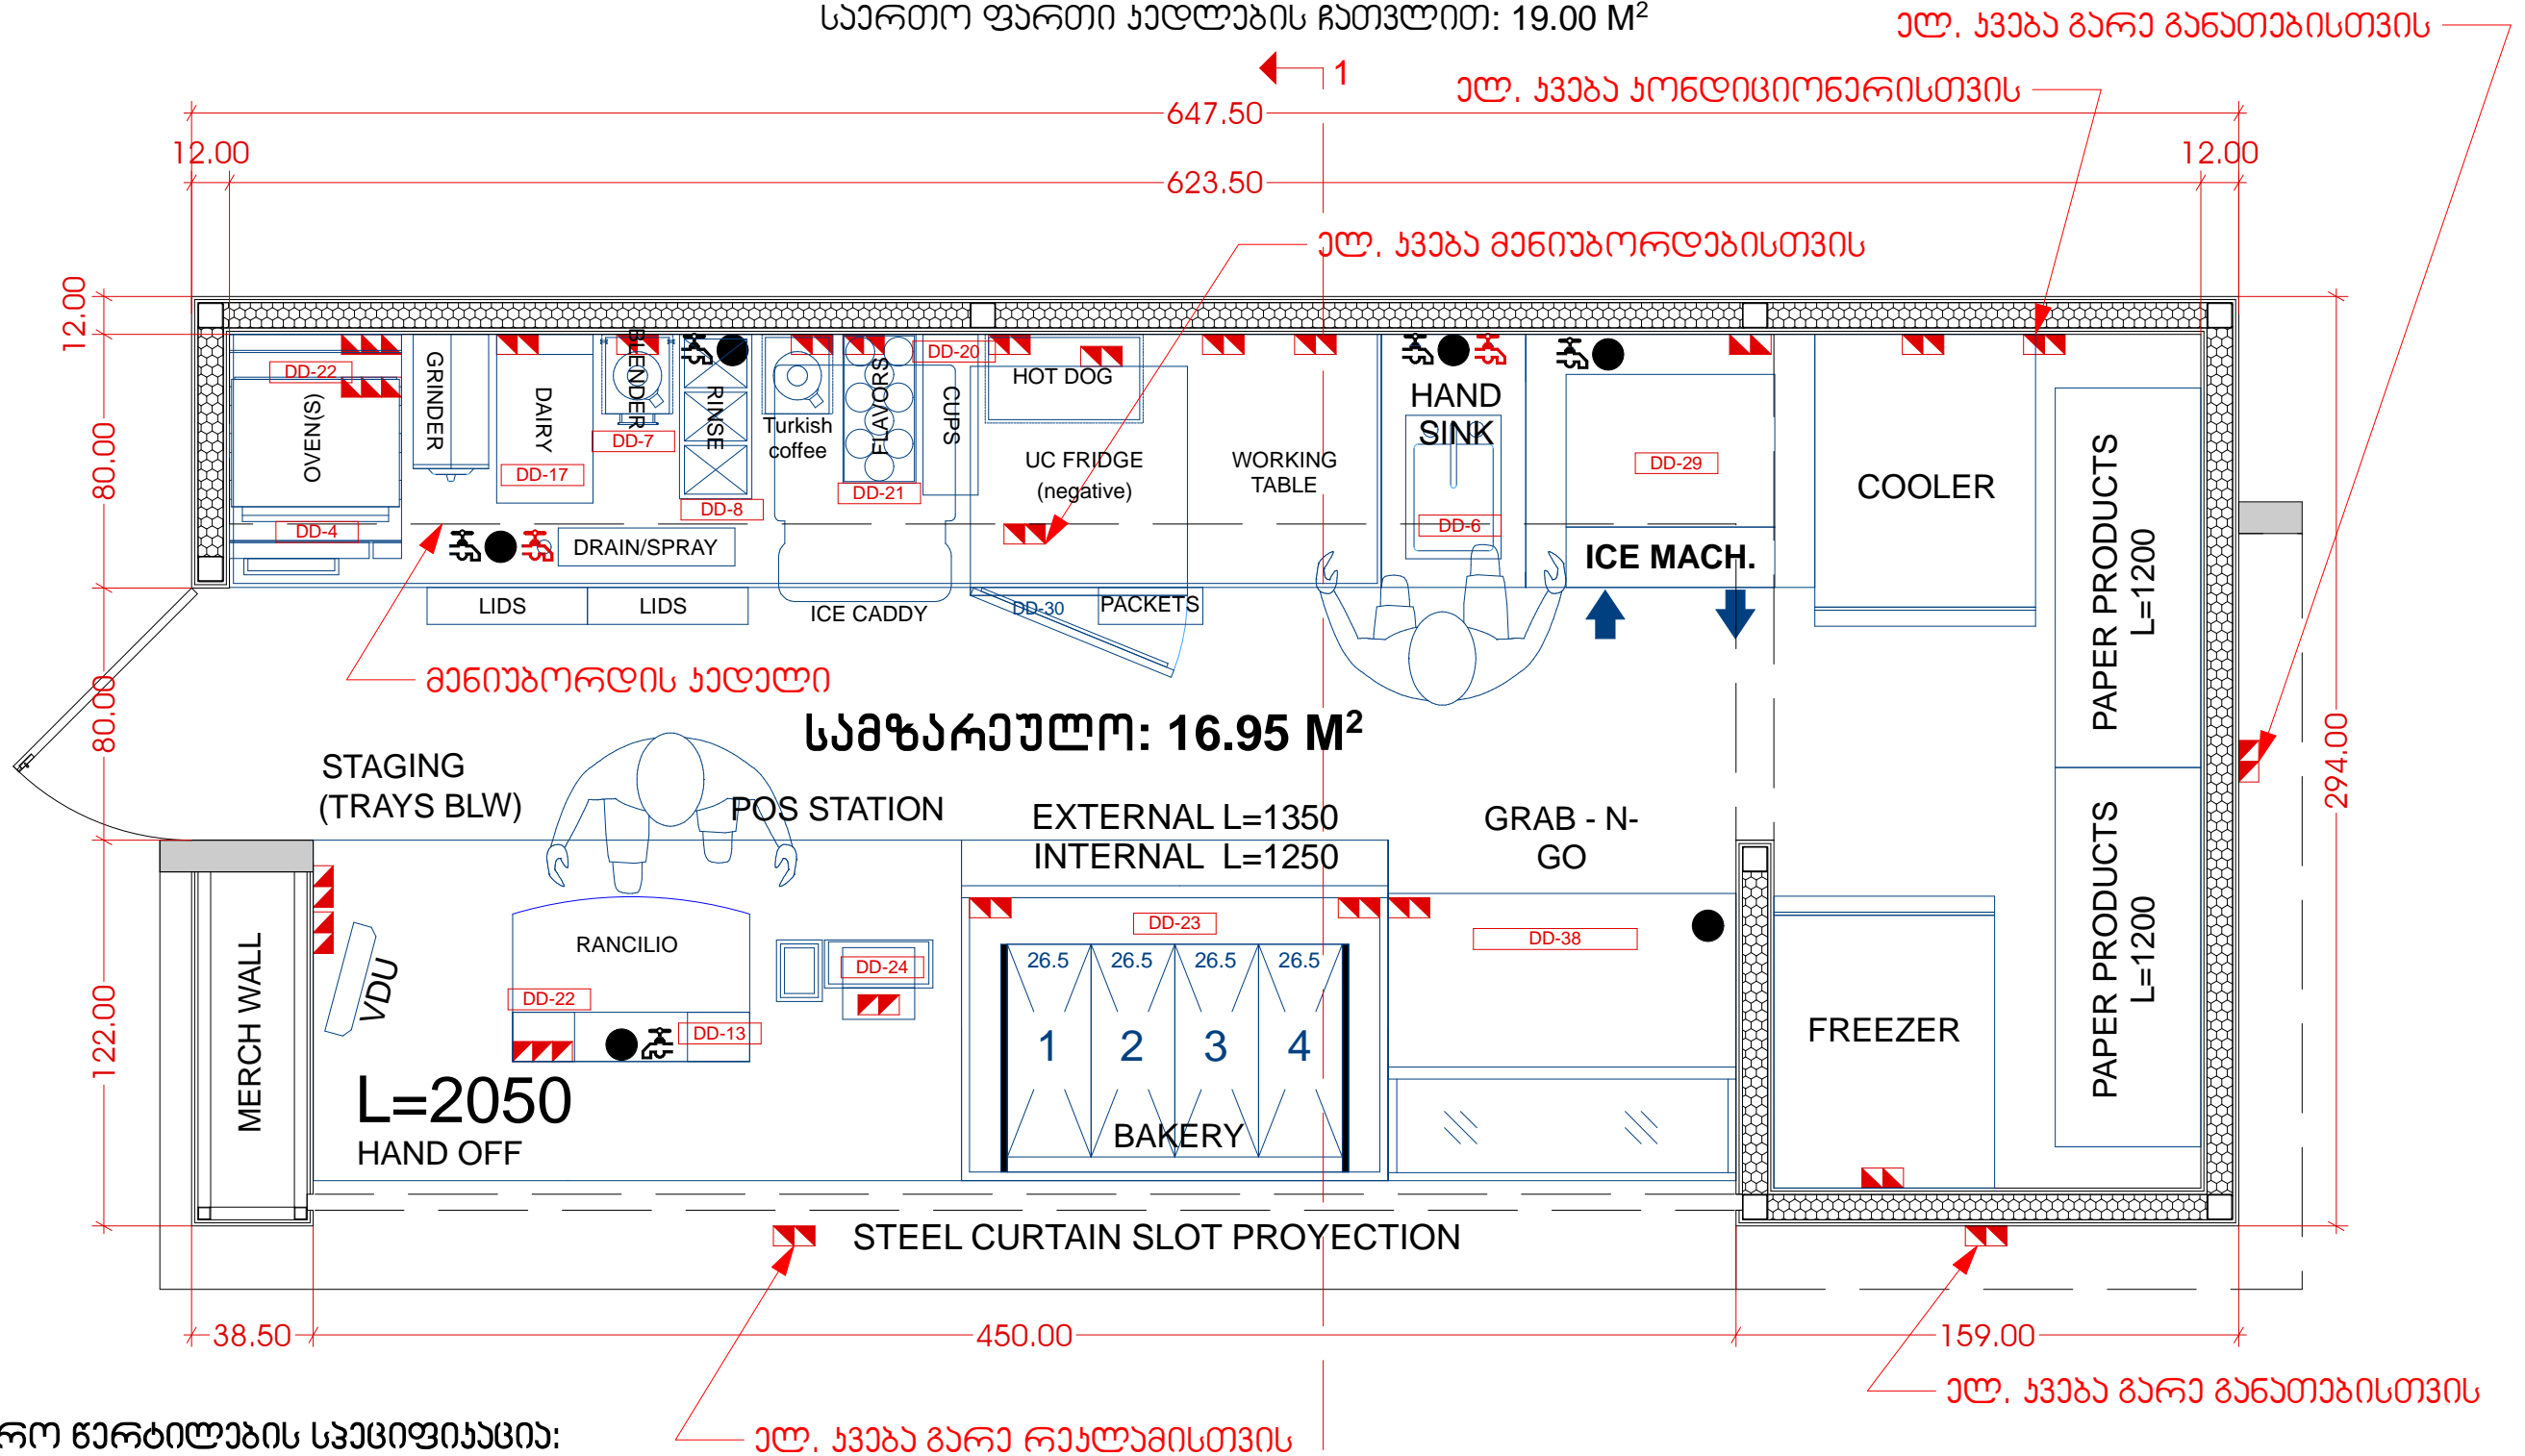 საერთო ფართი კედლების ჩათვლით: 19.00 M²
ელ. კვება გარე განათებისთვის
1
ელ. კვება კონდიციონერისთვის
647.50
12.00
12.00
623.50
ელ. კვება მენიუბორდებისთვის
12.00
80.00
80.00
122.00
294.00
DD-22
OVEN(S)
DD-4
GRINDER
DAIRY
DD-17
BLENDER
DD-7
RINSE
DD-8
Turkish
coffee
FLAVORS
DD-21
DD-20
CUPS
HOT DOG
UC FRIDGE
(negative)
WORKING
TABLE
HAND
SINK
DD-6
DD-29
ICE MACH.
COOLER
PAPER PRODUCTS
L=1200
DRAIN/SPRAY
LIDS
LIDS
ICE CADDY
DD-30
PACKETS
მენიუბორდის კედელი
სამზარეულო: 16.95 M²
STAGING
(TRAYS BLW)
POS STATION
EXTERNAL L=1350
INTERNAL L=1250
GRAB - N-
GO
MERCH WALL
VDU
RANCILIO
DD-22
DD-13
DD-24
DD-23
26.5
26.5
26.5
26.5
1
2
3
4
BAKERY
DD-38
FREEZER
PAPER PRODUCTS
L=1200
L=2050
HAND OFF
STEEL CURTAIN SLOT PROYECTION
38.50
450.00
159.00
ელ. კვება გარე განათებისთვის
რო წერტილების სპეციფიკაცია:
ელ. კვება გარე რეკლამისთვის